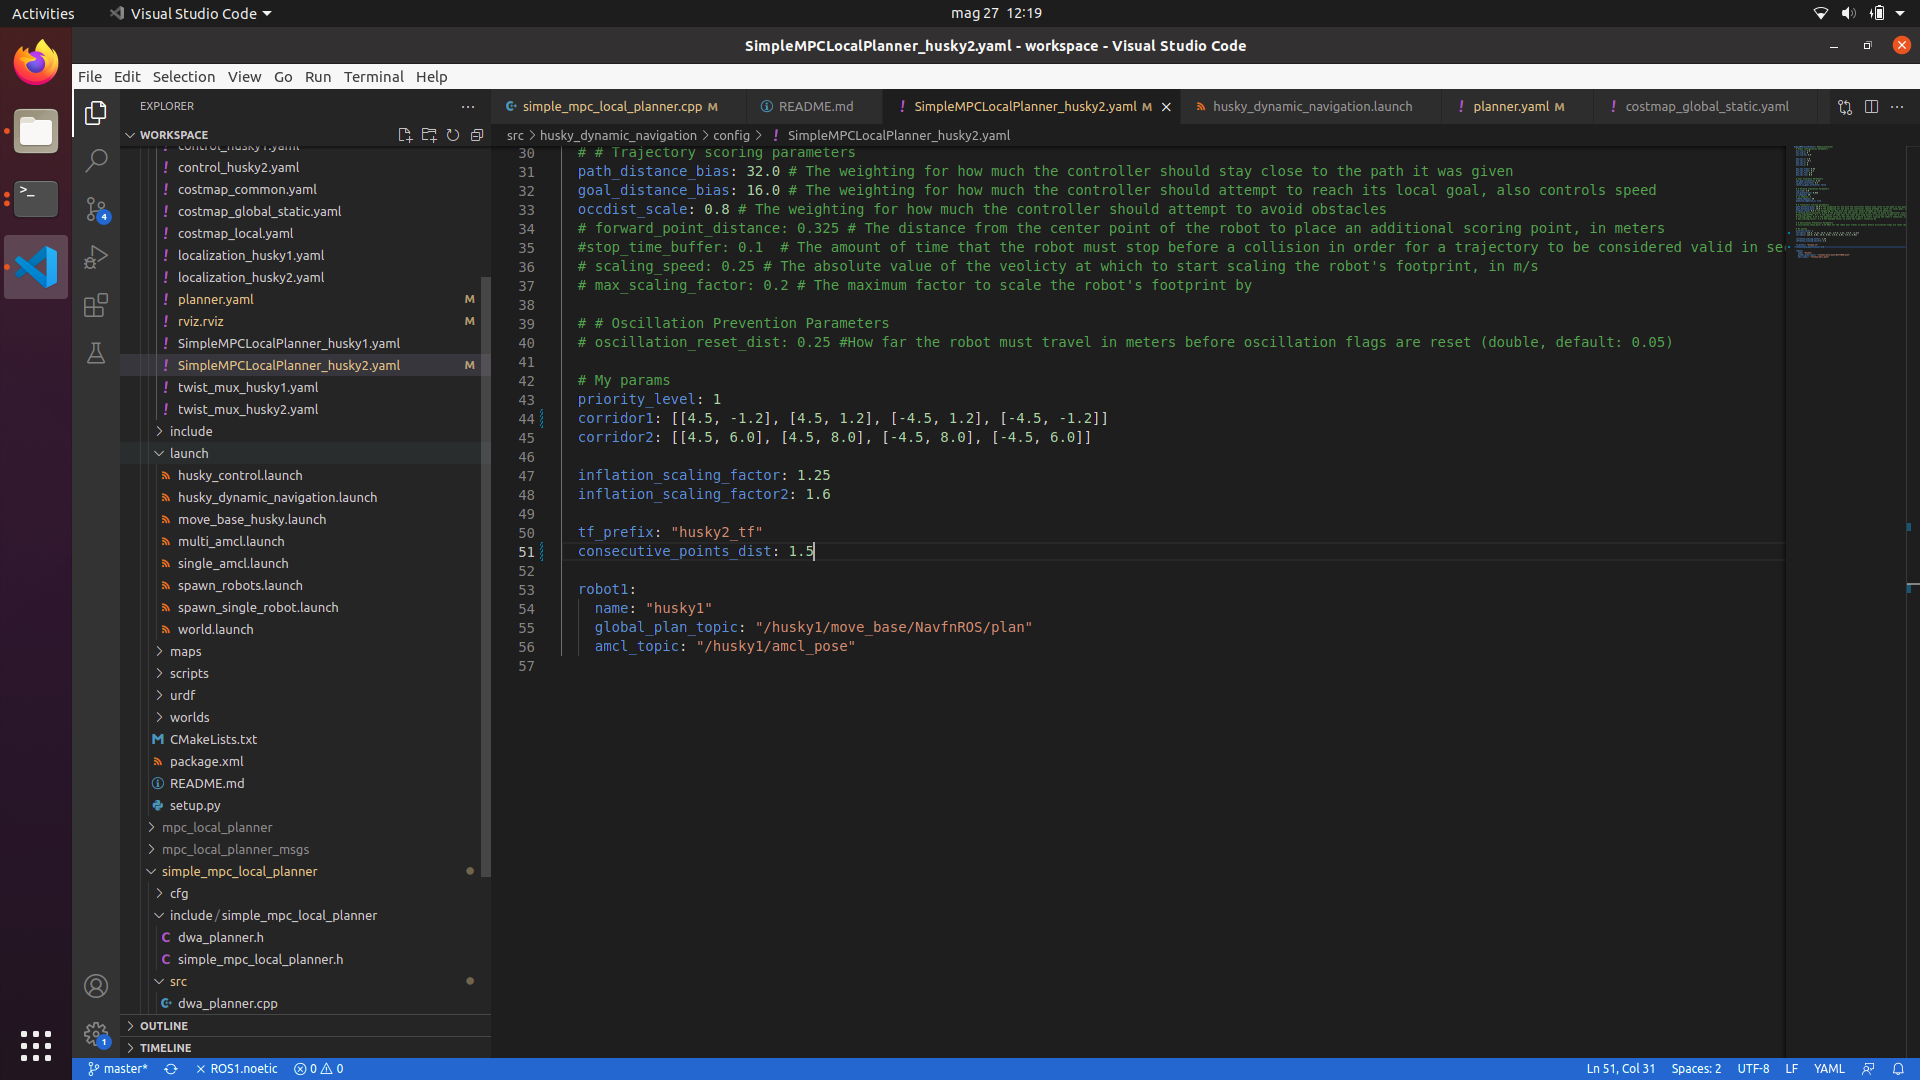 Activities
Visual Studio Code
mag 27 12:19
SimpleMPCLocalPlanner_husky2.yaml - workspace - Visual Studio Code
File Edit Selection View Go Run Terminal Help
EXPLORER
WORKSPACE
control_husky1.yaml
control_husky2.yaml
costmap_common.yaml
costmap_global_static.yaml
costmap_local.yaml
localization_husky1.yaml
localization_husky2.yaml
planner.yaml M
rviz.rviz M
SimpleMPCLocalPlanner_husky1.yaml
SimpleMPCLocalPlanner_husky2.yaml M
twist_mux_husky1.yaml
twist_mux_husky2.yaml
include
launch
husky_control.launch
husky_dynamic_navigation.launch
move_base_husky.launch
multi_amcl.launch
single_amcl.launch
spawn_robots.launch
spawn_single_robot.launch
world.launch
maps
scripts
urdf
worlds
CMakeLists.txt
package.xml
README.md
setup.py
mpc_local_planner
mpc_local_planner_msgs
simple_mpc_local_planner
cfg
include/simple_mpc_local_planner
dwa_planner.h
simple_mpc_local_planner.h
src
dwa_planner.cpp
OUTLINE
TIMELINE
4
1
simple_mpc_local_planner.cpp M
README.md
SimpleMPCLocalPlanner_husky2.yaml M
husky_dynamic_navigation.launch
planner.yaml M
costmap_global_static.yaml
src > husky_dynamic_navigation > config > ! SimpleMPCLocalPlanner_husky2.yaml
30 # # Trajectory scoring parameters
31 path_distance_bias: 32.0 # The weighting for how much the controller should stay close to the path it was given
32 goal_distance_bias: 16.0 # The weighting for how much the controller should attempt to reach its local goal, also controls speed
33 occdist_scale: 0.8 # The weighting for how much the controller should attempt to avoid obstacles
34 # forward_point_distance: 0.325 # The distance from the center point of the robot to place an additional scoring point, in meters
35 #stop_time_buffer: 0.1  # The amount of time that the robot must stop before a collision in order for a trajectory to be considered valid in se
36 # scaling_speed: 0.25 # The absolute value of the veolicty at which to start scaling the robot's footprint, in m/s
37 # max_scaling_factor: 0.2 # The maximum factor to scale the robot's footprint by
38
39 # # Oscillation Prevention Parameters
40 # oscillation_reset_dist: 0.25 #How far the robot must travel in meters before oscillation flags are reset (double, default: 0.05)
41
42 # My params
43 priority_level: 1
44 corridor1: [[4.5, -1.2], [4.5, 1.2], [-4.5, 1.2], [-4.5, -1.2]]
45 corridor2: [[4.5, 6.0], [4.5, 8.0], [-4.5, 8.0], [-4.5, 6.0]]
46
47 inflation_scaling_factor: 1.25
48 inflation_scaling_factor2: 1.6
49
50 tf_prefix: "husky2_tf"
51 consecutive_points_dist: 1.5
52
53 robot1:
54 name: "husky1"
55 global_plan_topic: "/husky1/move_base/NavfnROS/plan"
56 amcl_topic: "/husky1/amcl_pose"
57
master* ROS1.noetic 0 0
Ln 51, Col 31 Spaces: 2 UTF-8 LF YAML